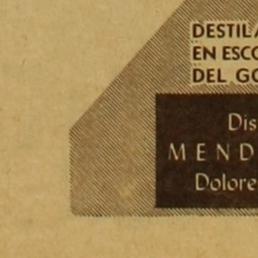 DESTILA
EN ESCO
DEL GO
Dis
MEND
Dolore